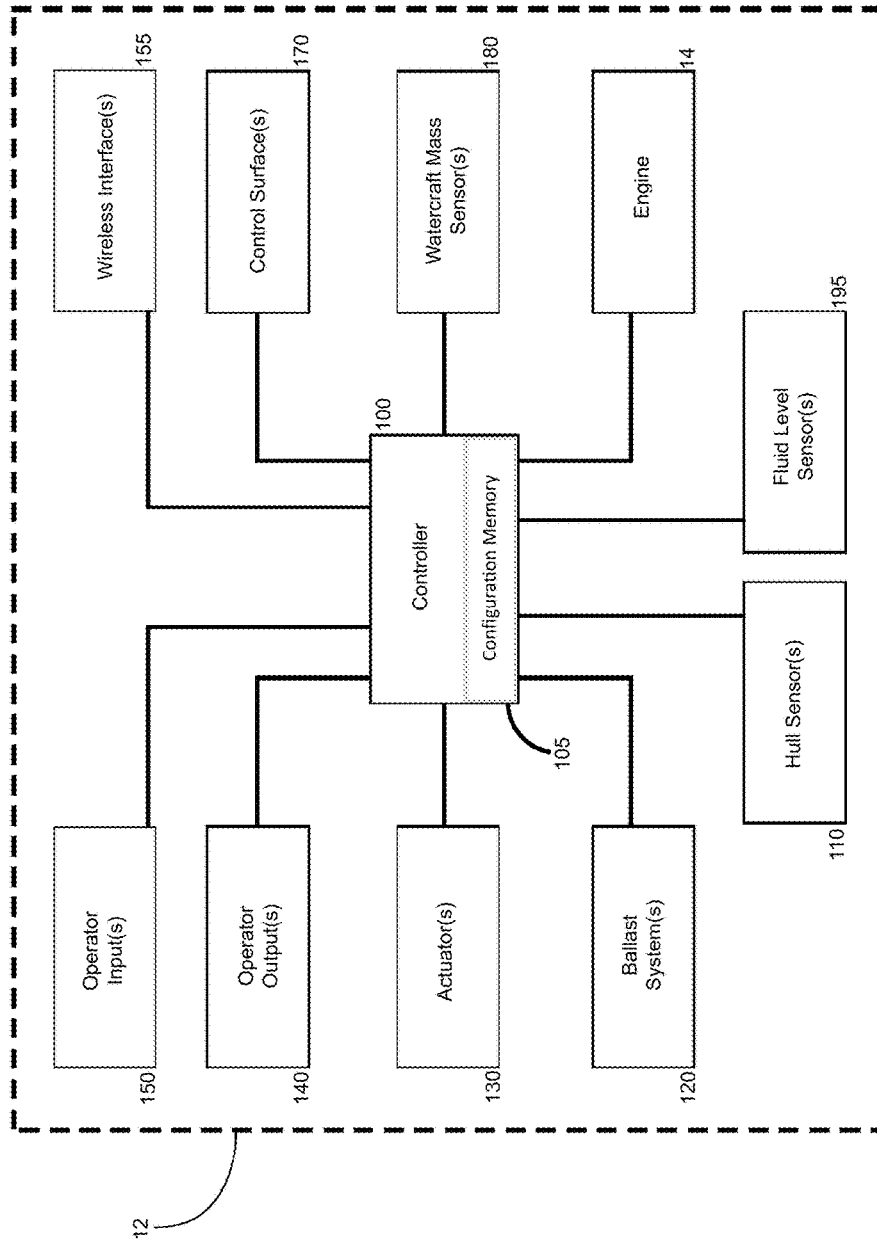 12
150
Operator
Input(s)
Wireless Interface(s)
155
140
Operator
Output(s)
Control Surface(s)
170
Controller
100
Configuration Memory
105
130
Actuator(s)
Watercraft Mass
Sensor(s)
180
120
Ballast
System(s)
Engine
14
110
Hull Sensor(s)
Fluid Level
Sensor(s)
195